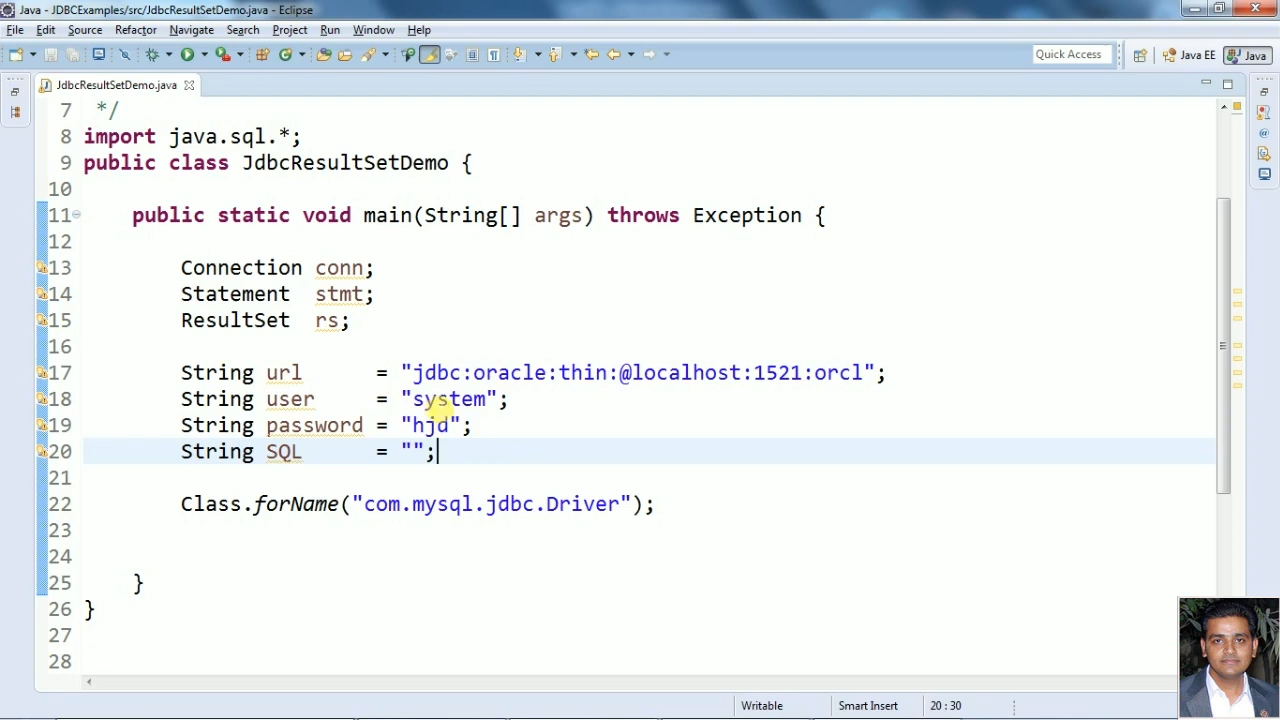 Java - JDBCExamples/src/JdbcResultSetDemo.java - Eclipse
File Edit Source Refactor Navigate Search Project Run Window Help
Quick Access Java EE Java
JdbcResultSetDemo.java
7 */
8 import java.sql.*;
9 public class JdbcResultSetDemo {
10
11 public static void main(String[] args) throws Exception {
12
13 Connection conn;
14 Statement stmt;
15 ResultSet rs;
16
17 String url = "jdbc:oracle:thin:@localhost:1521:orcl";
18 String user = "system";
19 String password = "hjd";
20 String SQL = "";
21
22 Class.forName("com.mysql.jdbc.Driver");
23
24
25 }
26 }
27
28
Writable Smart Insert 20 : 30